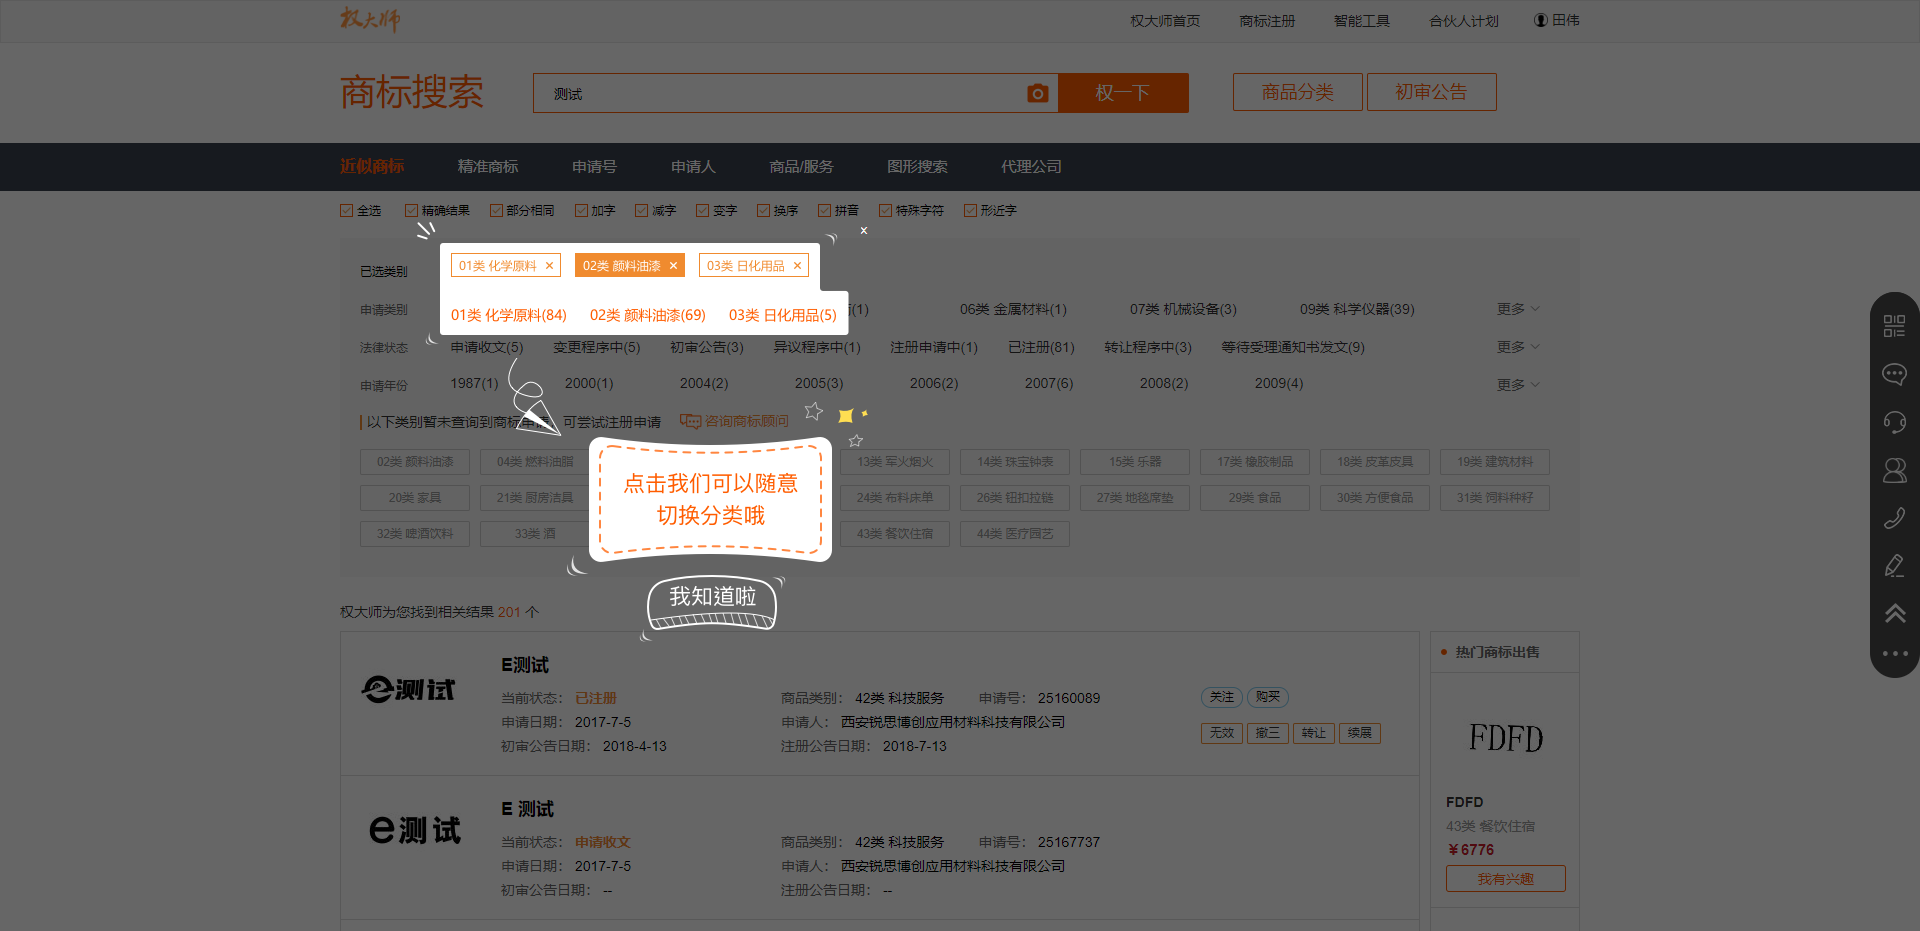 权大师
权大师首页 商标注册 智能工具 合伙人计划 田伟
商标搜索 测试 权一下 商品分类 初审公告
近似商标 精准商标 申请号 申请人 商品/服务 图形搜索 代理公司
全选 精确结果 部分相同 加字 减字 变字 换序 拼音 特殊字符 形近字
x
已选类别 01类 化学原料 × 02类 颜料油漆 × 03类 日化用品 ×
申请类别 01类 化学原料(84) 02类 颜料油漆(69) 03类 日化用品(5) (1) 06类 金属材料(1) 07类 机械设备(3) 09类 科学仪器(39) 更多
法律状态 申请收文(5) 变更程序中(5) 初审公告(3) 异议程序中(1) 注册申请中(1) 已注册(81) 转让程序中(3) 等待受理通知书发文(9) 更多
申请年份 1987(1) 2000(1) 2004(2) 2005(3) 2006(2) 2007(6) 2008(2) 2009(4) 更多
以下类别暂未查询到商标申请，可尝试注册申请 咨询商标顾问
02类 颜料油漆 04类 燃料油脂 13类 军火烟火 14类 珠宝钟表 15类 乐器 17类 橡胶制品 18类 皮革皮具 19类 建筑材料
20类 家具 21类 厨房洁具 24类 布料床单 26类 钮扣拉链 27类 地毯席垫 29类 食品 30类 方便食品 31类 饲料种籽
32类 啤酒饮料 33类 酒 43类 餐饮住宿 44类 医疗园艺
点击我们可以随意
切换分类哦
我知道啦
权大师为您找到相关结果 201 个
e测试
E测试
当前状态： 已注册 商品类别： 42类 科技服务 申请号： 25160089 关注 购买
申请日期： 2017-7-5 申请人： 西安锐思博创应用材料科技有限公司
初审公告日期： 2018-4-13 注册公告日期： 2018-7-13
无效 撤三 转让 续展
e测试
E 测试
当前状态： 申请收文 商品类别： 42类 科技服务 申请号： 25167737
申请日期： 2017-7-5 申请人： 西安锐思博创应用材料科技有限公司
初审公告日期： -- 注册公告日期： --
热门商标出售
FDFD
FDFD
43类 餐饮住宿
￥6776
我有兴趣